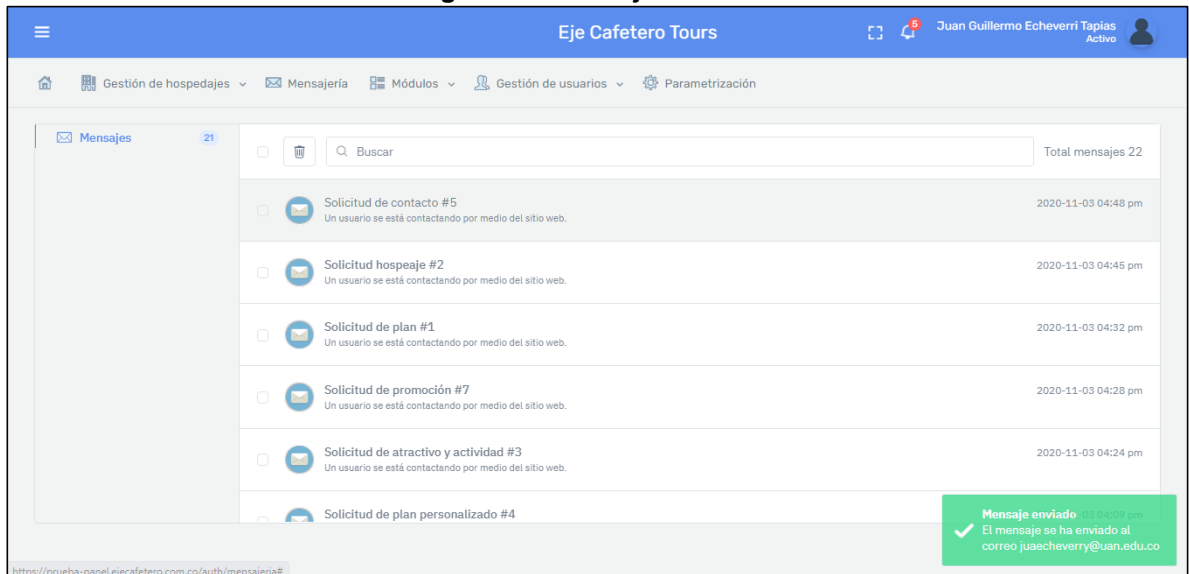 Eje Cafetero Tours
5
Juan Guillermo Echeverri Tapias
Activo
Gestión de hospedajes
Mensajería
Módulos
Gestión de usuarios
Parametrización
Mensajes 21
Buscar
Total mensajes 22
Solicitud de contacto #5
Un usuario se está contactando por medio del sitio web.
2020-11-03 04:48 pm
Solicitud hospeaje #2
Un usuario se está contactando por medio del sitio web.
2020-11-03 04:45 pm
Solicitud de plan #1
Un usuario se está contactando por medio del sitio web.
2020-11-03 04:32 pm
Solicitud de promoción #7
Un usuario se está contactando por medio del sitio web.
2020-11-03 04:28 pm
Solicitud de atractivo y actividad #3
Un usuario se está contactando por medio del sitio web.
2020-11-03 04:24 pm
Solicitud de plan personalizado #4
-03 04:09 pm
Mensaje enviado
El mensaje se ha enviado al
correo juaecheverry@uan.edu.co
https://prueba-panel.ejecafetero.com.co/auth/mensajeria#